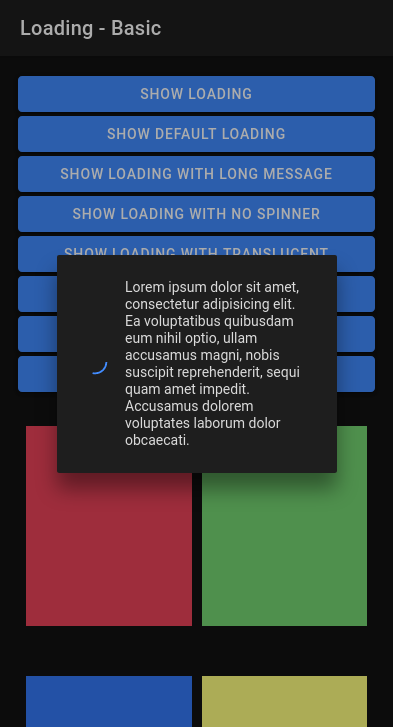 Loading - Basic
SHOW LOADING
SHOW DEFAULT LOADING
SHOW LOADING WITH LONG MESSAGE
SHOW LOADING WITH NO SPINNER
SHOW LOADING WITH TRANSLUCENT
Lorem ipsum dolor sit amet,
consectetur adipisicing elit.
Ea voluptatibus quibusdam
eum nihil optio, ullam
accusamus magni, nobis
suscipit reprehenderit, sequi
quam amet impedit.
Accusamus dolorem
voluptates laborum dolor
obcaecati.